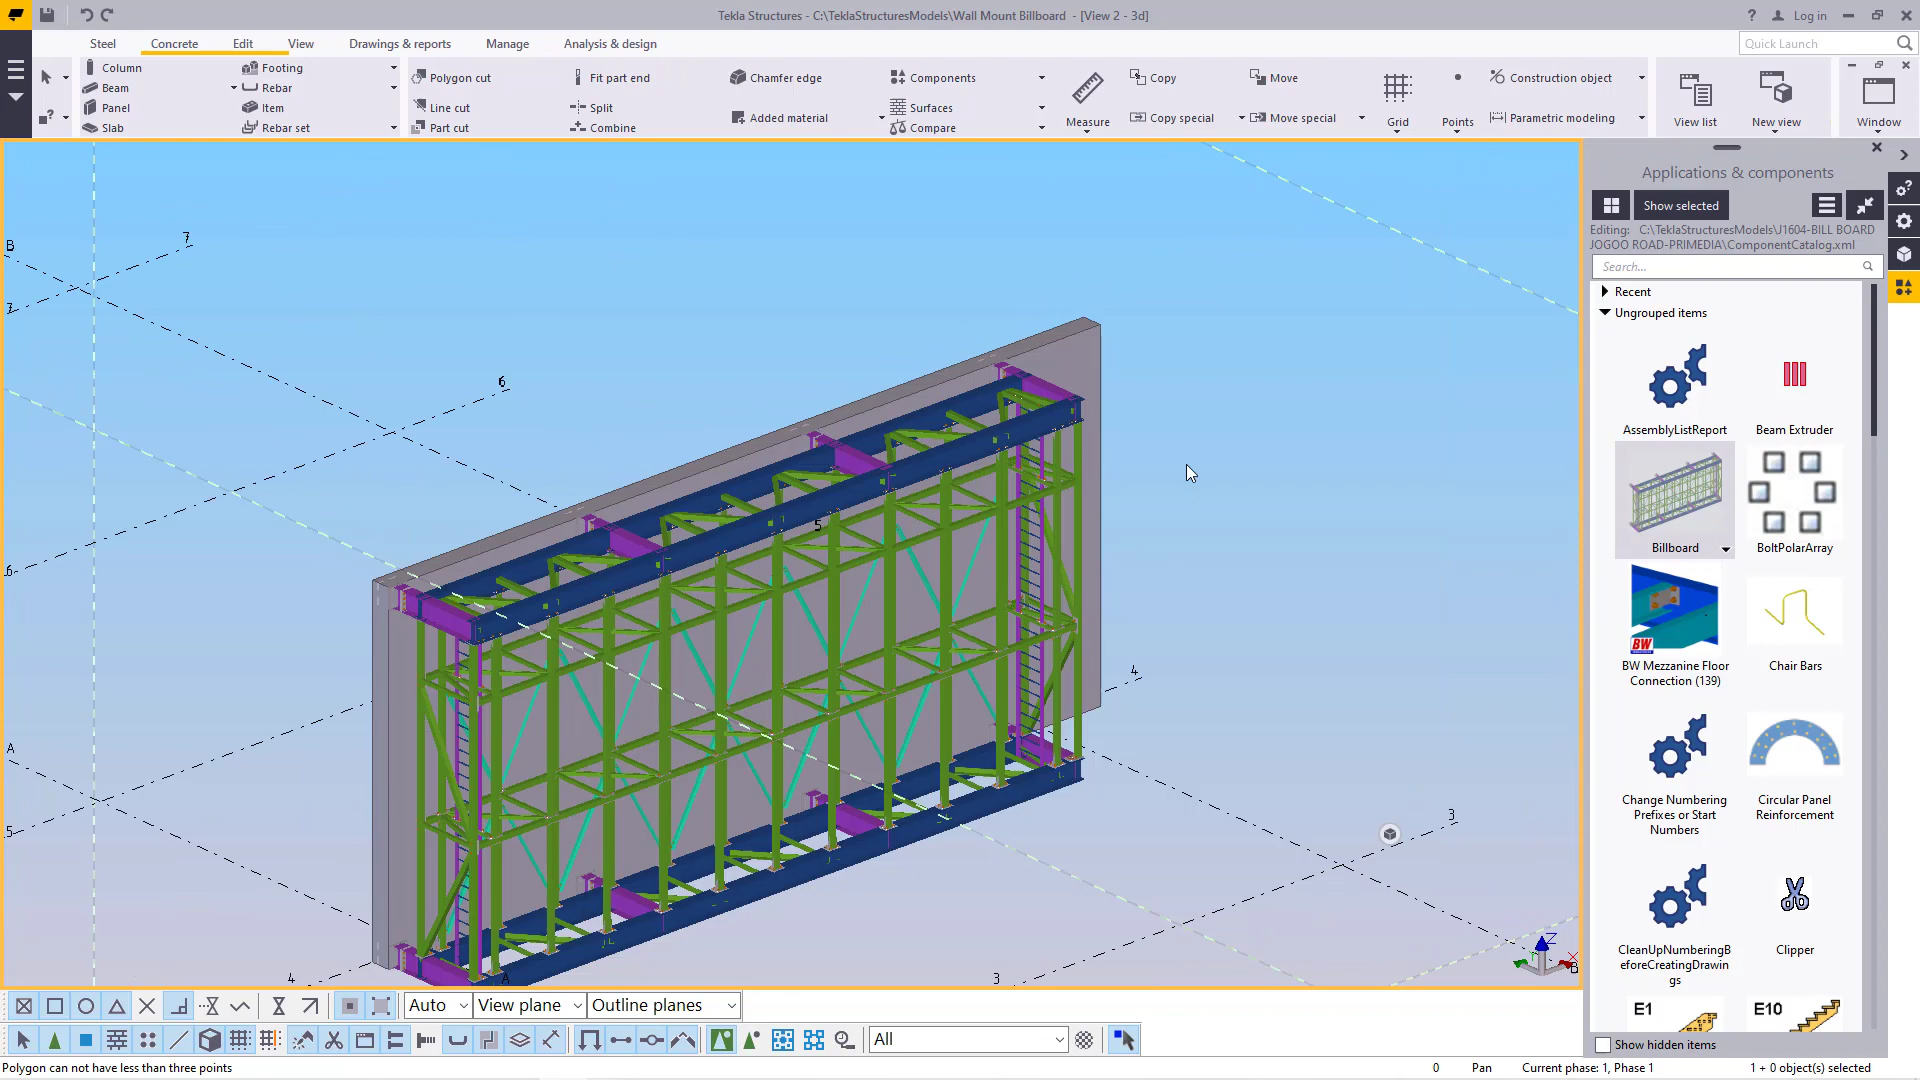 Tekla Structures - C:\TeklaStructuresModels\Wall Mount Billboard - [View 2 - 3d]
? Log in
Steel Concrete Edit View Drawings & reports Manage Analysis & design
Quick Launch
Column
Beam
Panel
Slab
Footing
Rebar
Item
Rebar set
Polygon cut
Line cut
Part cut
Fit part end
Split
Combine
Chamfer edge
Added material
Components
Surfaces
Compare
Measure
Copy
Copy special
Move
Move special
Grid
Points
Construction object
Parametric modeling
View list
New view
Window
Applications & components
Show selected
Editing: C:\TeklaStructuresModels\J1604-BILL BOARD
JOGOO ROAD-PRIMEDIA\ComponentCatalog.xml
Search...
Recent
Ungrouped items
AssemblyListReport
Beam Extruder
Billboard
BoltPolarArray
BW
BW Mezzanine Floor
Connection (139)
Chair Bars
Change Numbering
Prefixes or Start
Numbers
Circular Panel
Reinforcement
CleanUpNumberingB
eforeCreatingDrawin
gs
Clipper
E1
E10
Show hidden items
B
7
7
6
6
5
A
5
4
4
A
3
3
Z
B
Auto View plane Outline planes
All
Polygon can not have less than three points
0 Pan Current phase: 1, Phase 1 1 + 0 object(s) selected